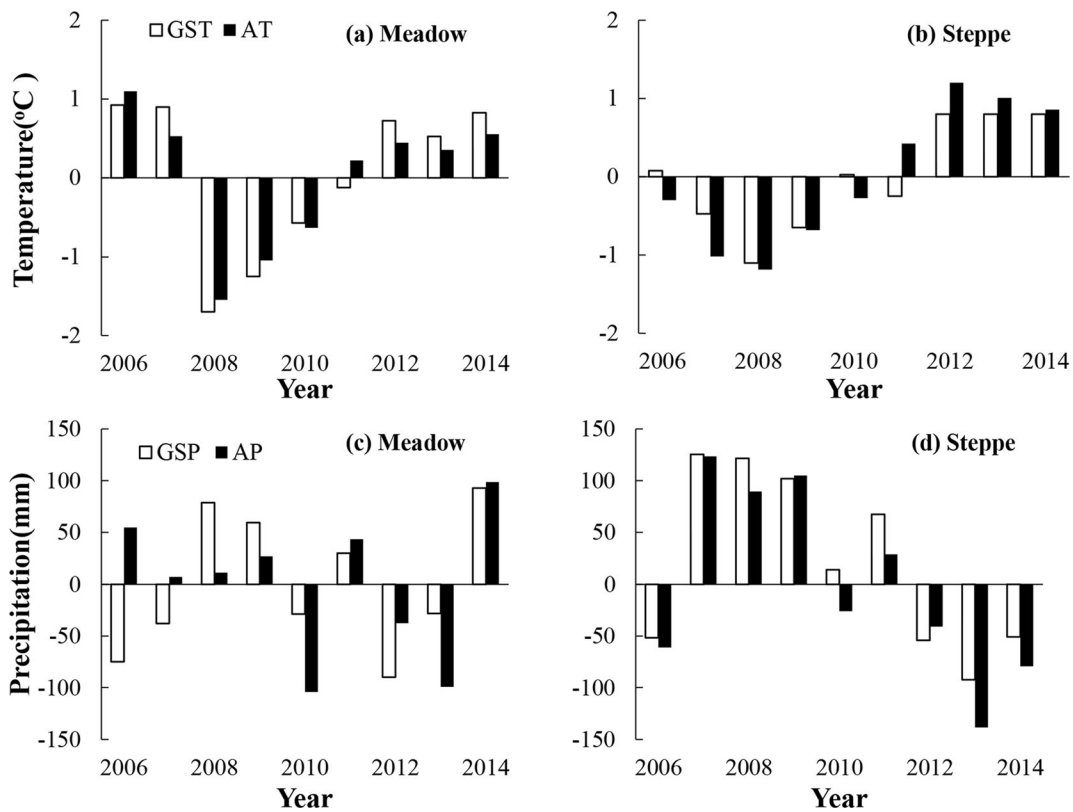 GST AT (a) Meadow
2
1
0
-1
-2
Temperature(°C )
2006 2008 2010 2012 2014
Year
(b) Steppe
2
1
0
-1
-2
2006 2008 2010 2012 2014
Year
GSP AP (c) Meadow
150
100
50
0
-50
-100
-150
Precipitation(mm)
2006 2008 2010 2012 2014
Year
(d) Steppe
150
100
50
0
-50
-100
-150
2006 2008 2010 2012 2014
Year